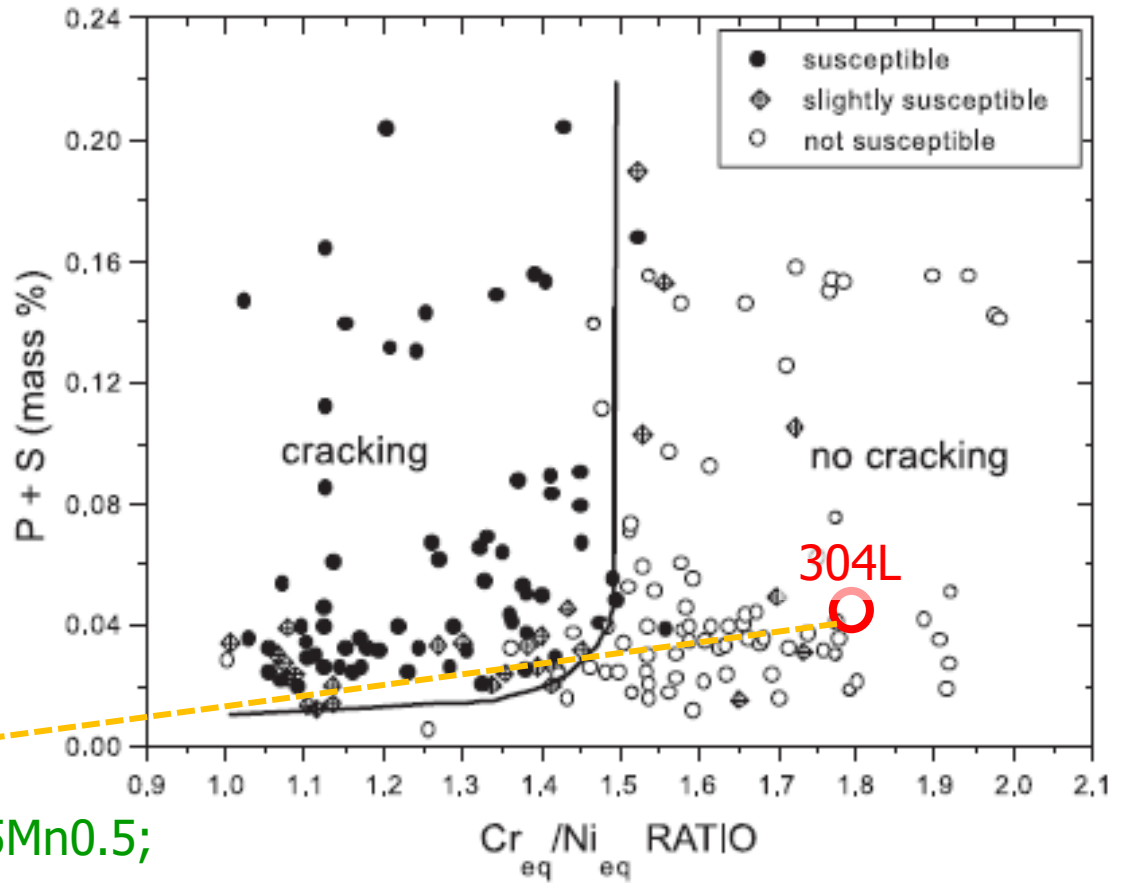 0.24
susceptible
slightly susceptible
not susceptible
0.20
0.16
0.12
cracking
no cracking
0.08
304L
0.04
0.00
P + S (mass %)
0,9 1,0 1,1 1,2 1,3 1,4 1,5 1,6 1,7 1,8 1,9 2,0 2,1
Cr eq /Ni eq RATIO
5Mn0.5;